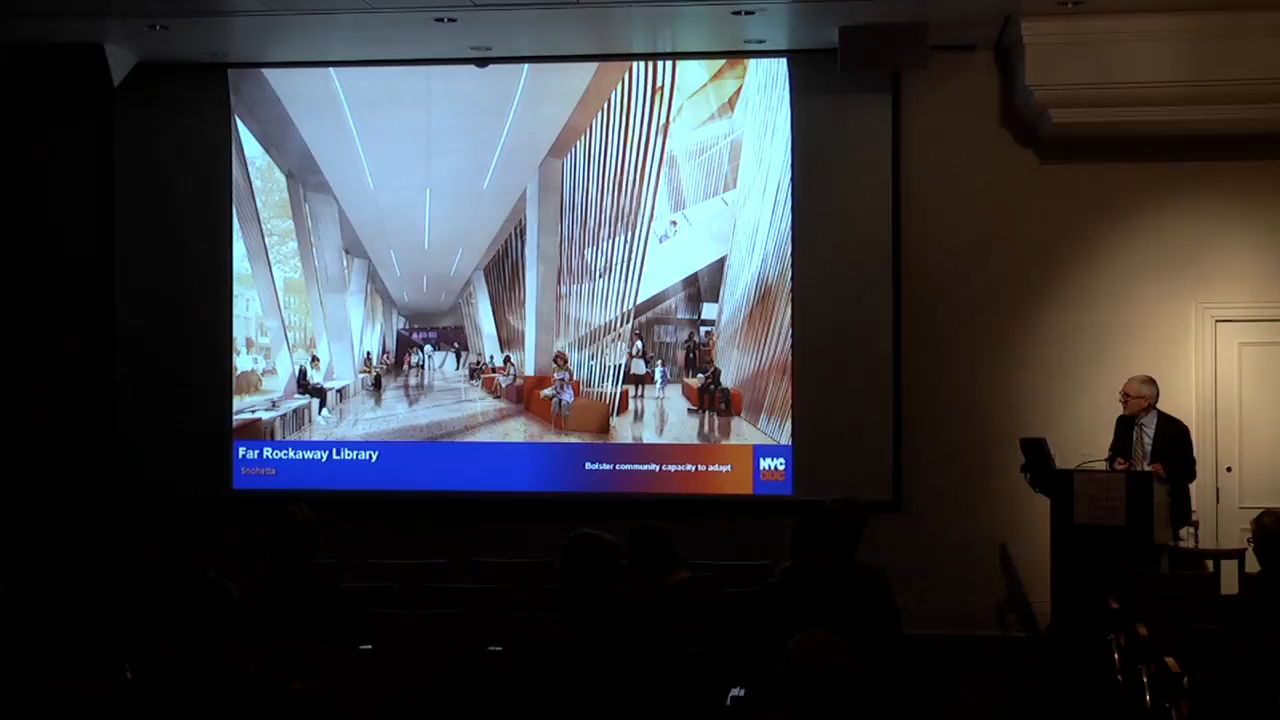 Far Rockaway Library
Snohetta
Bolster community capacity to adapt
NYC
DDC